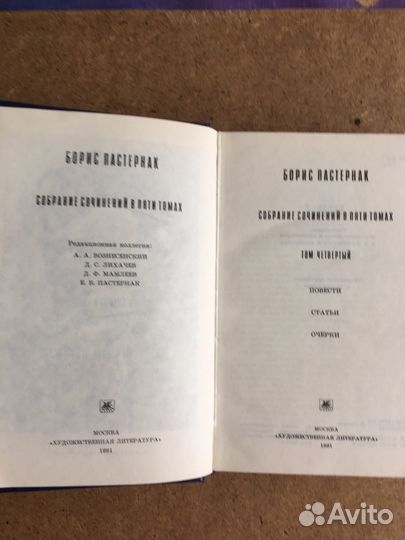 БОРИС ПАСТЕРНАК
СОБРАНИЕ СОЧИНЕНИЙ В ПЯТИ ТОМАХ
Редакционная коллегия:
А. А. ВОЗНЕСЕНСКИЙ
Д. С. ЛИХАЧЕВ
Д. Ф. МАМЛЕЕВ
Е. Б. ПАСТЕРНАК
МОСКВА
«ХУДОЖЕСТВЕННАЯ ЛИТЕРАТУРА»
1991
БОРИС ПАСТЕРНАК
СОБРАНИЕ СОЧИНЕНИЙ В ПЯТИ ТОМАХ
ТОМ ЧЕТВЕРТЫЙ
ПОВЕСТИ
СТАТЬИ
ОЧЕРКИ
МОСКВА
«ХУДОЖЕСТВЕННАЯ ЛИТЕРАТУРА»
1991
Avito